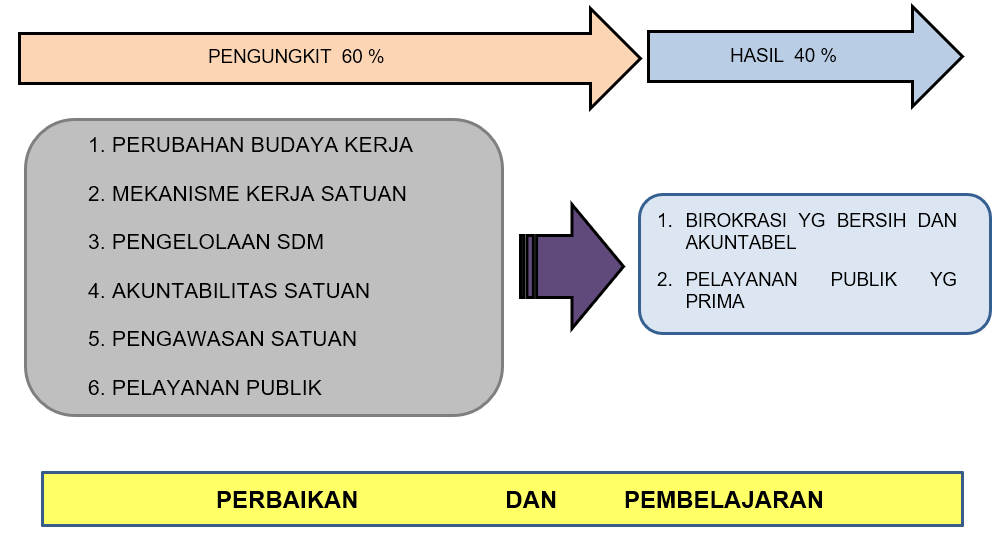 PENGUNGKIT 60 %
HASIL 40 %
1. PERUBAHAN BUDAYA KERJA
2. MEKANISME KERJA SATUAN
3. PENGELOLAAN SDM
4. AKUNTABILITAS SATUAN
5. PENGAWASAN SATUAN
6. PELAYANAN PUBLIK
1. BIROKRASI YG BERSIH DAN
AKUNTABEL
2. PELAYANAN PUBLIK YG
PRIMA
PERBAIKAN DAN PEMBELAJARAN